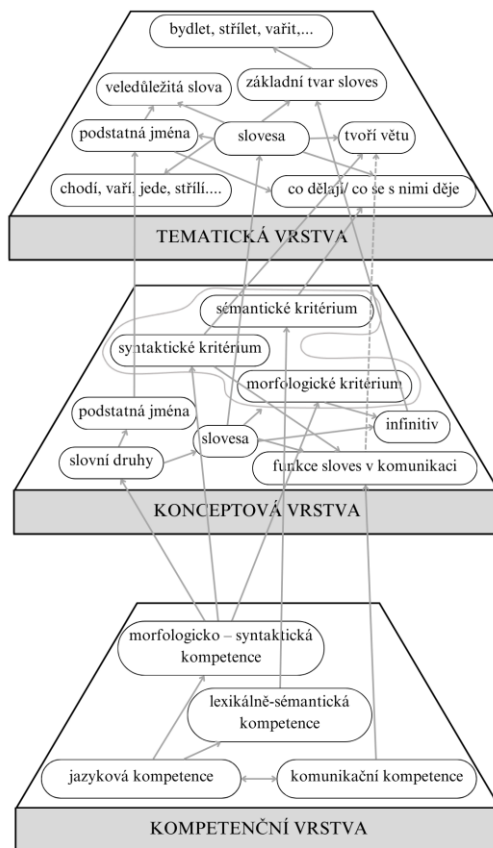 bydlet, střílet, vařit,...
veledůležitá slova
základní tvar sloves
podstatná jména
slovesa
tvoří větu
chodí, vaří, jede, střílí....
co dělají/ co se s nimi děje
TEMATICKÁ VRSTVA
sémantické kritérium
syntaktické kritérium
morfologické kritérium
podstatná jména
slovesa
infinitiv
slovní druhy
funkce sloves v komunikaci
KONCEPTOVÁ VRSTVA
morfologicko – syntaktická
kompetence
lexikálně-sémantická
kompetence
jazyková kompetence
komunikační kompetence
KOMPETENČNÍ VRSTVA